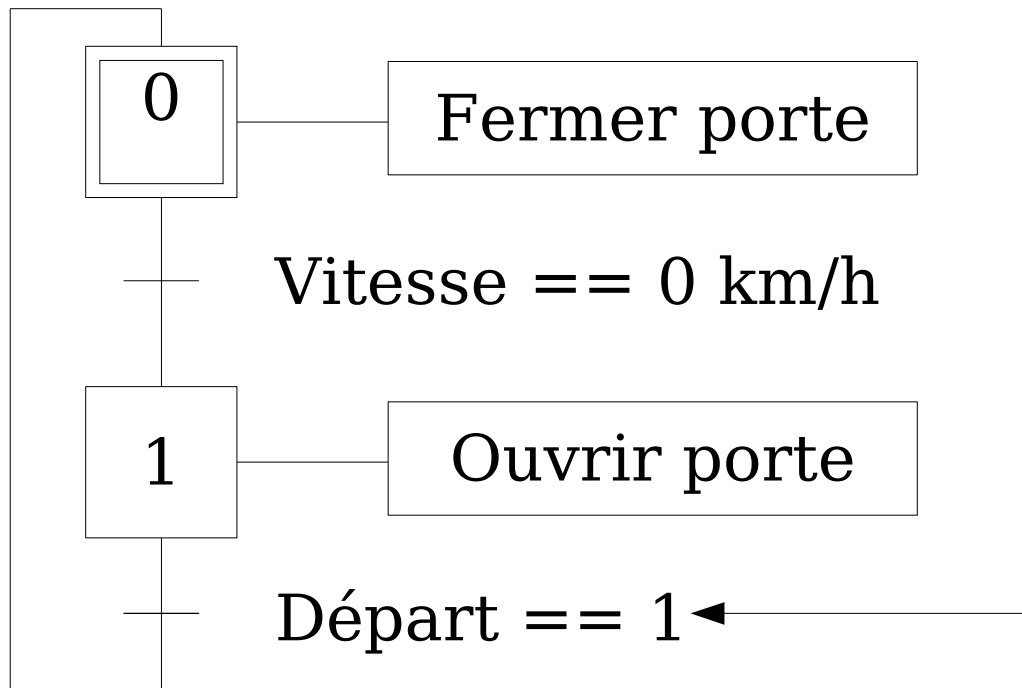 0
Fermer porte
Vitesse == 0 km/h
1
Ouvrir porte
Départ == 1